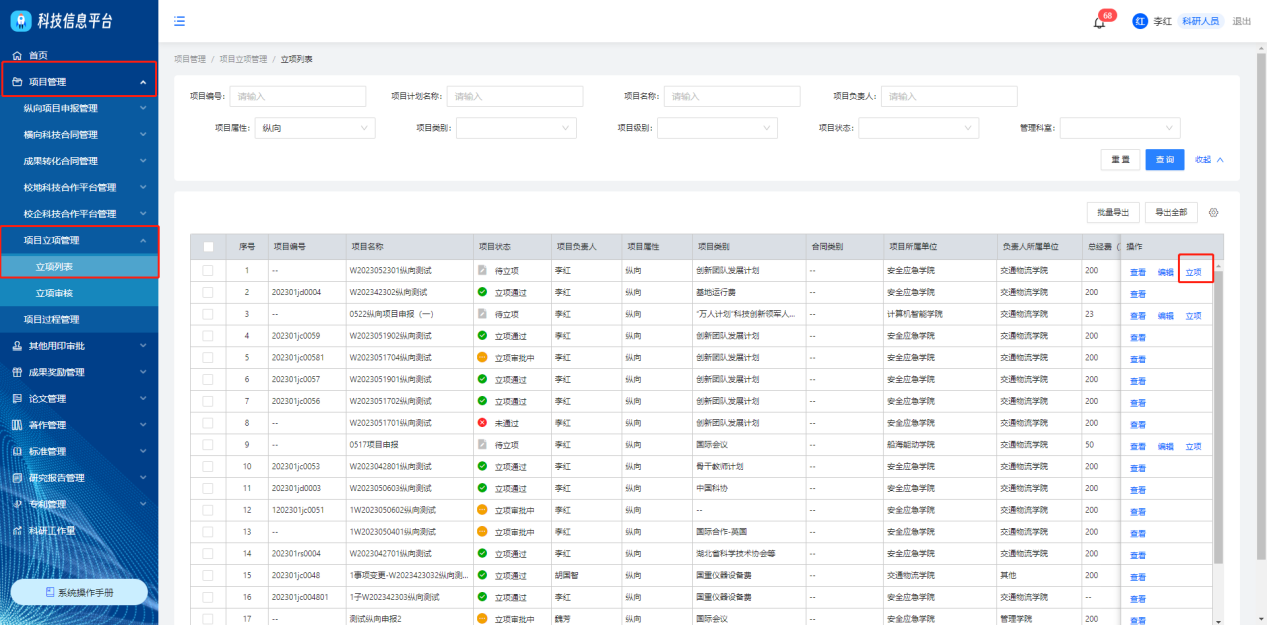 科技信息平台
68
红 李红 科研人员 退出
首页
项目管理
纵向项目申报管理
横向科技合同管理
成果转化合同管理
校地科技合作平台管理
校企科技合作平台管理
项目立项管理
立项列表
立项审核
项目过程管理
其他用印审批
成果奖励管理
论文管理
著作管理
标准管理
研究报告管理
专利管理
科研工作量
系统操作手册
项目管理 / 项目立项管理 / 立项列表
项目编号: 请输入 项目计划名称: 请输入 项目名称: 请输入 项目负责人: 请输入
项目属性: 纵向 项目类别: 项目级别: 项目状态: 管理科室:
重置 查询 收起
批量导出 导出全部
序号 项目编号 项目名称 项目状态 项目负责人 项目属性 项目类别 合同类别 项目所属单位 负责人所属单位 总经费 操作
1 -- W2023052301纵向测试 待立项 李红 纵向 创新团队发展计划 -- 安全应急学院 交通物流学院 200 查看 编辑 立项
2 202301jd0004 W202342302纵向测试 立项通过 李红 纵向 基地运行费 -- 安全应急学院 交通物流学院 200 查看
3 -- 0522纵向项目申报（一） 待立项 李红 纵向 "万人计划"科技创新领军人... -- 计算机智能学院 交通物流学院 23 查看 编辑 立项
4 202301jc0059 W2023051902纵向测试 立项通过 李红 纵向 创新团队发展计划 -- 安全应急学院 交通物流学院 200 查看
5 202301jc00581 W2023051704纵向测试 立项审批中 李红 纵向 创新团队发展计划 -- 安全应急学院 交通物流学院 200 查看
6 202301jc0057 W2023051901纵向测试 立项通过 李红 纵向 创新团队发展计划 -- 安全应急学院 交通物流学院 200 查看
7 202301jc0056 W2023051702纵向测试 立项通过 李红 纵向 创新团队发展计划 -- 安全应急学院 交通物流学院 200 查看
8 -- W2023051701纵向测试 未通过 李红 纵向 创新团队发展计划 -- 安全应急学院 交通物流学院 200 查看
9 -- 0517项目申报 待立项 李红 纵向 国际会议 -- 船海能动学院 交通物流学院 50 查看 编辑 立项
10 202301jc0053 W2023042801纵向测试 立项通过 李红 纵向 骨干教师计划 -- 安全应急学院 交通物流学院 200 查看
11 202301jd0003 W2023050603纵向测试 立项通过 李红 纵向 中国科协 -- 安全应急学院 交通物流学院 200 查看
12 1202301jc0051 1W2023050602纵向测试 立项审批中 李红 纵向 -- -- 安全应急学院 交通物流学院 200 查看
13 -- 1W2023050401纵向测试 立项审批中 李红 纵向 国际合作-英国 -- 安全应急学院 交通物流学院 200 查看
14 202301rs0004 W2023042701纵向测试 立项通过 李红 纵向 湖北省科学技术协会等 -- 安全应急学院 交通物流学院 200 查看
15 202301jc0048 1事项变更-W2023423032纵向测... 立项通过 胡国智 纵向 国重仪器设备费 -- 交通物流学院 其他 200 查看
16 202301jc004801 1子W202342303纵向测试 立项通过 李红 纵向 国重仪器设备费 -- 安全应急学院 交通物流学院 -- 查看
17 -- 测试纵向申报2 立项审批中 魏芳 纵向 国际会议 -- 安全应急学院 管理学院 200 查看